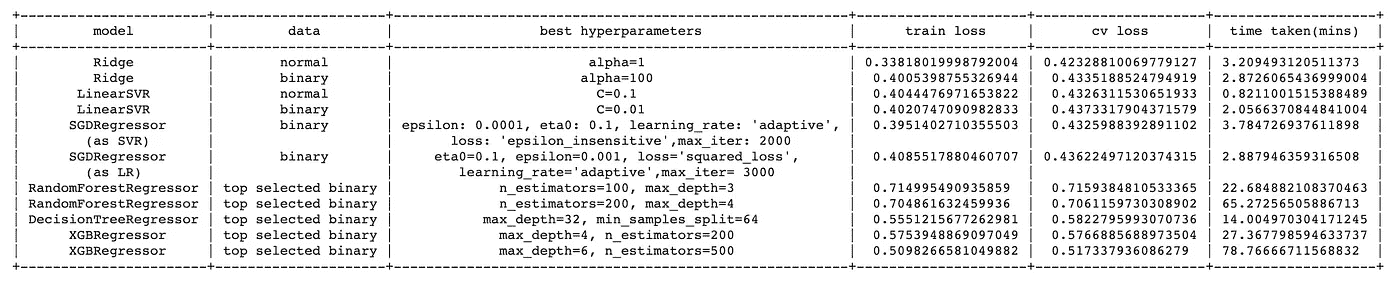 +--------------------+--------------------+--------------------+--------------------+--------------------+--------------------+
| model | data | best hyperparameters | train loss | cv loss | time taken(mins) |
+--------------------+--------------------+--------------------+--------------------+--------------------+--------------------+
| Ridge | normal | alpha=1 | 0.33818019998792004 | 0.42328810069779127 | 3.209493120511373 |
| Ridge | binary | alpha=100 | 0.4005398755326944 | 0.4335188524794919 | 2.8726065436999004 |
| LinearSVR | normal | C=0.1 | 0.4044476971653822 | 0.4326311530651933 | 0.8211001515388489 |
| LinearSVR | binary | C=0.01 | 0.4020747090982833 | 0.4373317904371579 | 2.0566370844841004 |
| SGDRegressor | binary | epsilon: 0.0001, eta0: 0.1, learning_rate: 'adaptive', | 0.3951402710355503 | 0.4325988392891102 | 3.784726937611898 |
| (as SVR) | | loss: 'epsilon_insensitive',max_iter: 2000 | | | |
| SGDRegressor | binary | eta0=0.1, epsilon=0.001, loss='squared_loss', | 0.4085517880460707 | 0.43622497120374315 | 2.887946359316508 |
| (as LR) | | learning_rate='adaptive',max_iter= 3000 | | | |
| RandomForestRegressor | top selected binary | n_estimators=100, max_depth=3 | 0.714995490935859 | 0.7159384810533365 | 22.684882108370463 |
| RandomForestRegressor | top selected binary | n_estimators=200, max_depth=4 | 0.704861632459936 | 0.7061159730308902 | 65.27256505886713 |
| DecisionTreeRegressor | top selected binary | max_depth=32, min_samples_split=64 | 0.5551215677262981 | 0.5822795993070736 | 14.004970304171245 |
| XGBRegressor | top selected binary | max_depth=4, n_estimators=200 | 0.5753948869097049 | 0.5766885688973504 | 27.367798594633737 |
| XGBRegressor | top selected binary | max_depth=6, n_estimators=500 | 0.5098266581049882 | 0.517337936086279 | 78.76666711568832 |
+--------------------+--------------------+--------------------+--------------------+--------------------+--------------------+